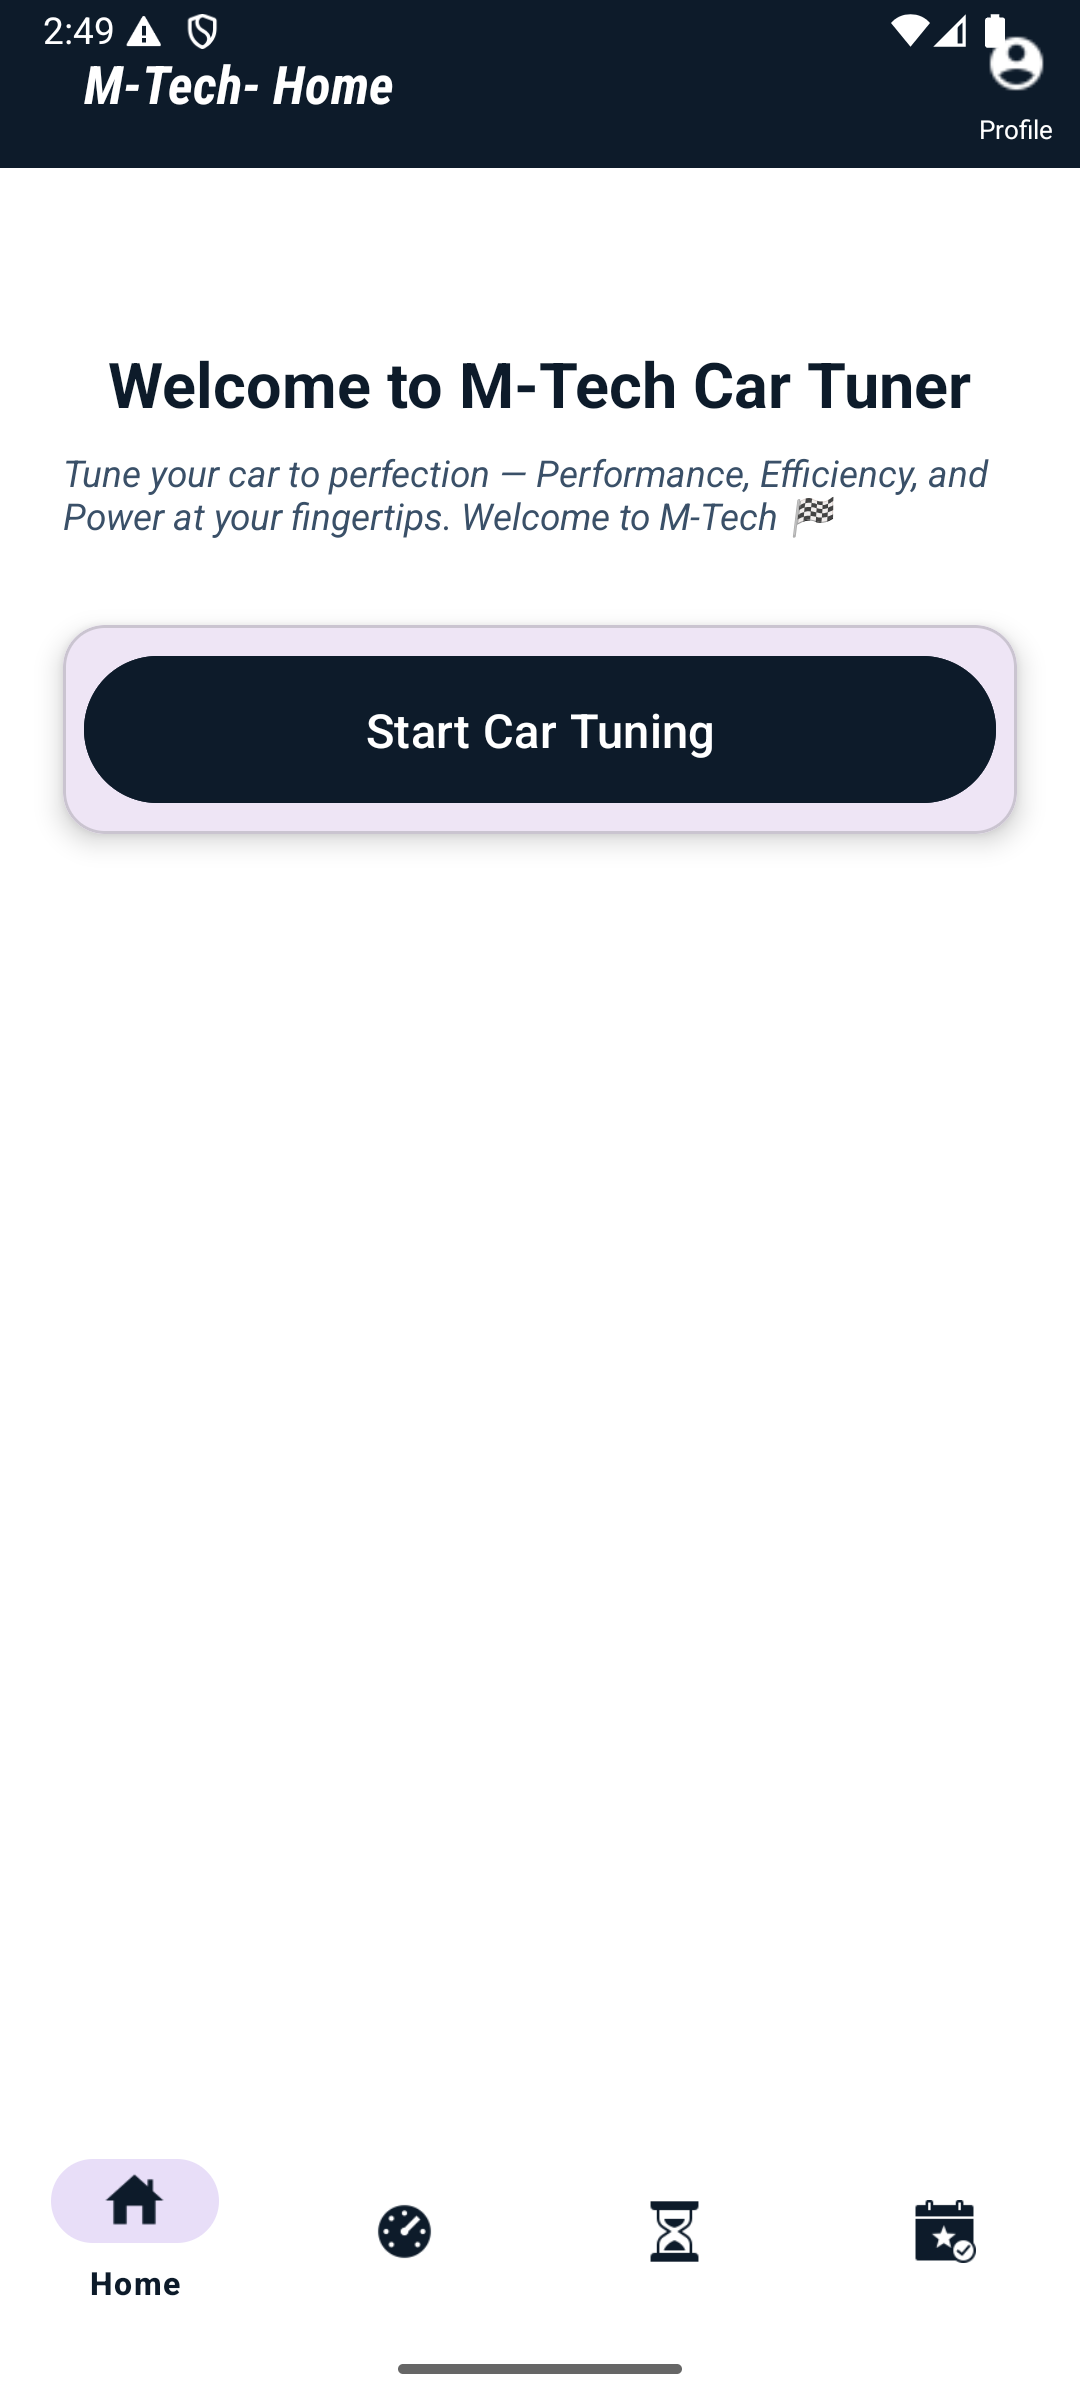 2:49
M-Tech- Home
Profile
Welcome to M-Tech Car Tuner
Tune your car to perfection — Performance, Efficiency, and
Power at your fingertips. Welcome to M-Tech 🏁
Start Car Tuning
Home